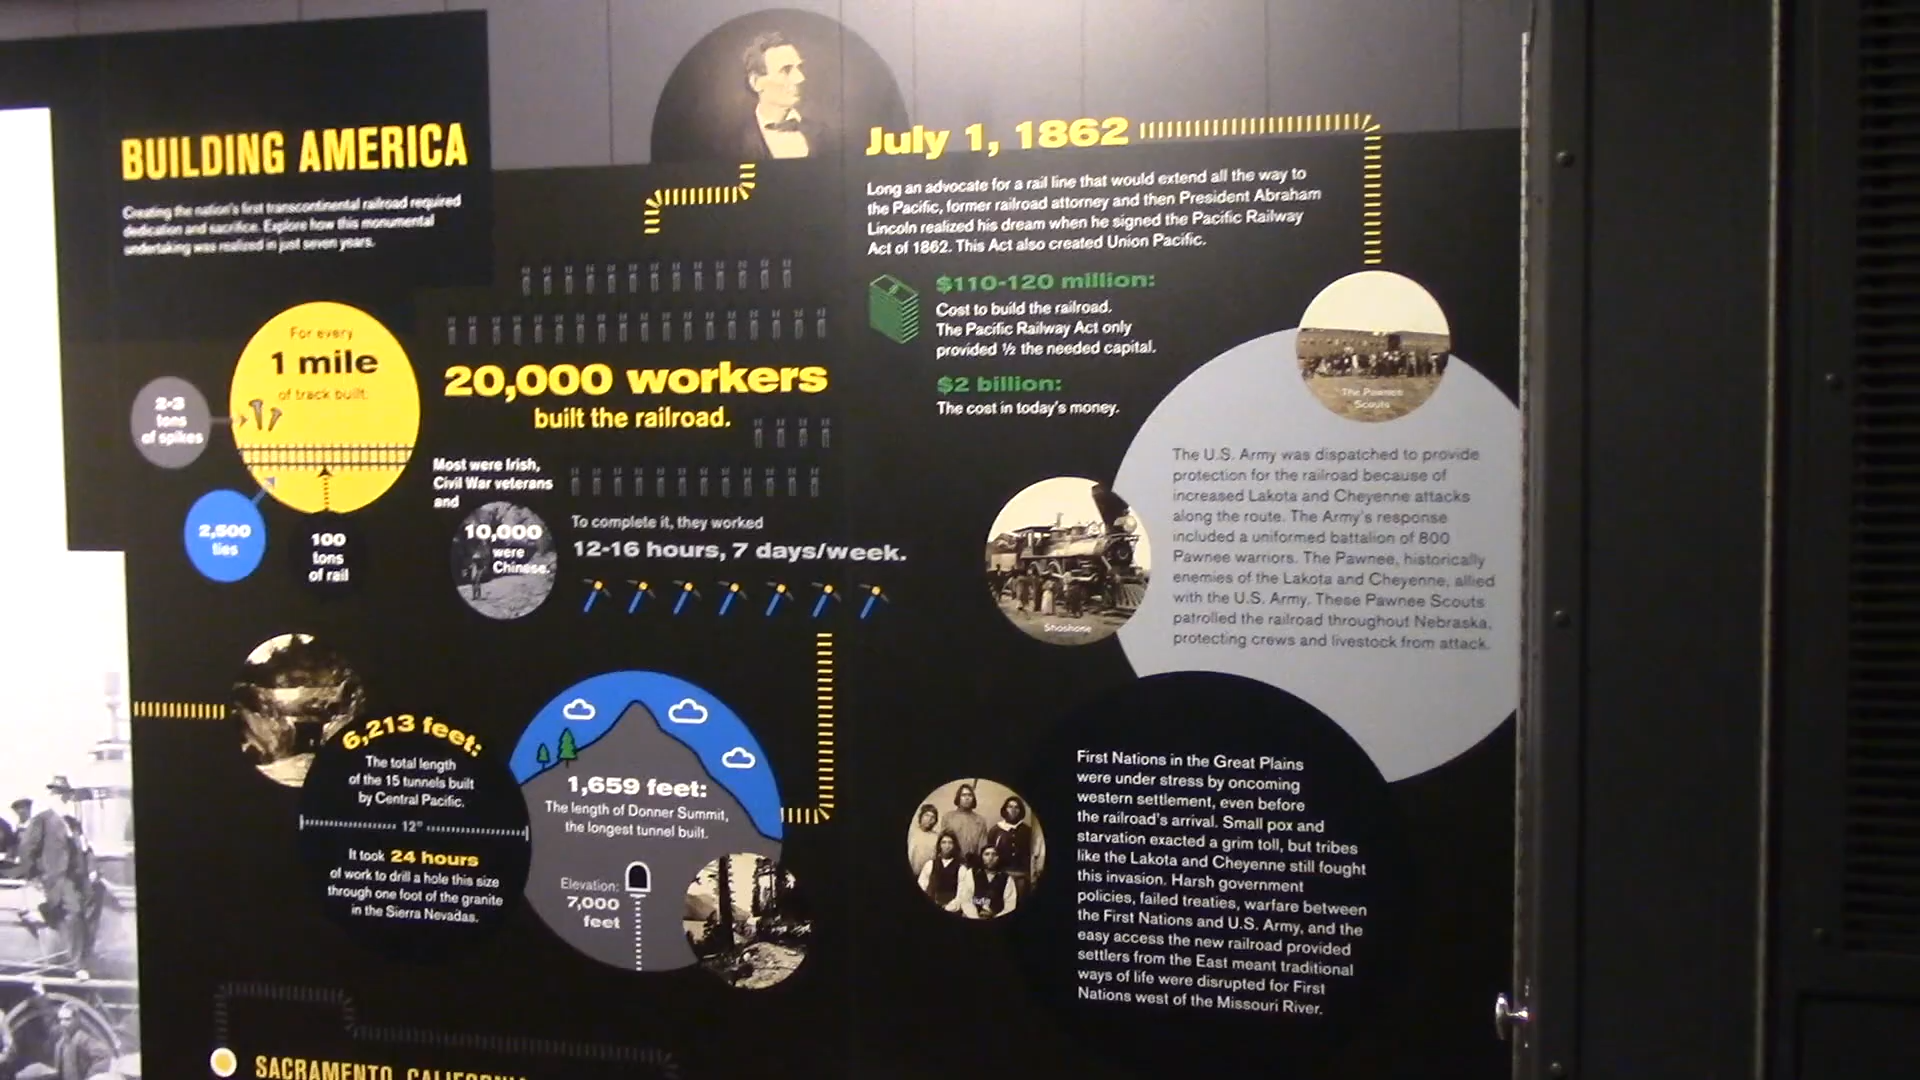 BUILDING AMERICA
Creating the nation's first transcontinental railroad required
dedication and sacrifice. Explore how this monumental
undertaking was realized in just seven years.
For every
1 mile
of track built:
2-3
tons
of spikes
2,500
ties
100
tons
of rail
20,000 workers
built the railroad.
Most were Irish,
Civil War veterans
and
10,000
were
Chinese.
To complete it, they worked
12-16 hours, 7 days/week.
6,213 feet:
The total length
of the 15 tunnels built
by Central Pacific.
12"
It took 24 hours
of work to drill a hole this size
through one foot of the granite
in the Sierra Nevadas.
1,659 feet:
The length of Donner Summit,
the longest tunnel built.
Elevation:
7,000
feet
SACRAMENTO, CALIFORNIA
July 1, 1862
Long an advocate for a rail line that would extend all the way to
the Pacific, former railroad attorney and then President Abraham
Lincoln realized his dream when he signed the Pacific Railway
Act of 1862. This Act also created Union Pacific.
$110-120 million:
Cost to build the railroad.
The Pacific Railway Act only
provided ½ the needed capital.
$2 billion:
The cost in today's money.
The Pawnee
Scouts
The U.S. Army was dispatched to provide
protection for the railroad because of
increased Lakota and Cheyenne attacks
along the route. The Army's response
included a uniformed battalion of 800
Pawnee warriors. The Pawnee, historically
enemies of the Lakota and Cheyenne, allied
with the U.S. Army. These Pawnee Scouts
patrolled the railroad throughout Nebraska,
protecting crews and livestock from attack.
Shoshone
First Nations in the Great Plains
were under stress by oncoming
western settlement, even before
the railroad's arrival. Small pox and
starvation exacted a grim toll, but tribes
like the Lakota and Cheyenne still fought
this invasion. Harsh government
policies, failed treaties, warfare between
the First Nations and U.S. Army, and the
easy access the new railroad provided
settlers from the East meant traditional
ways of life were disrupted for First
Nations west of the Missouri River.